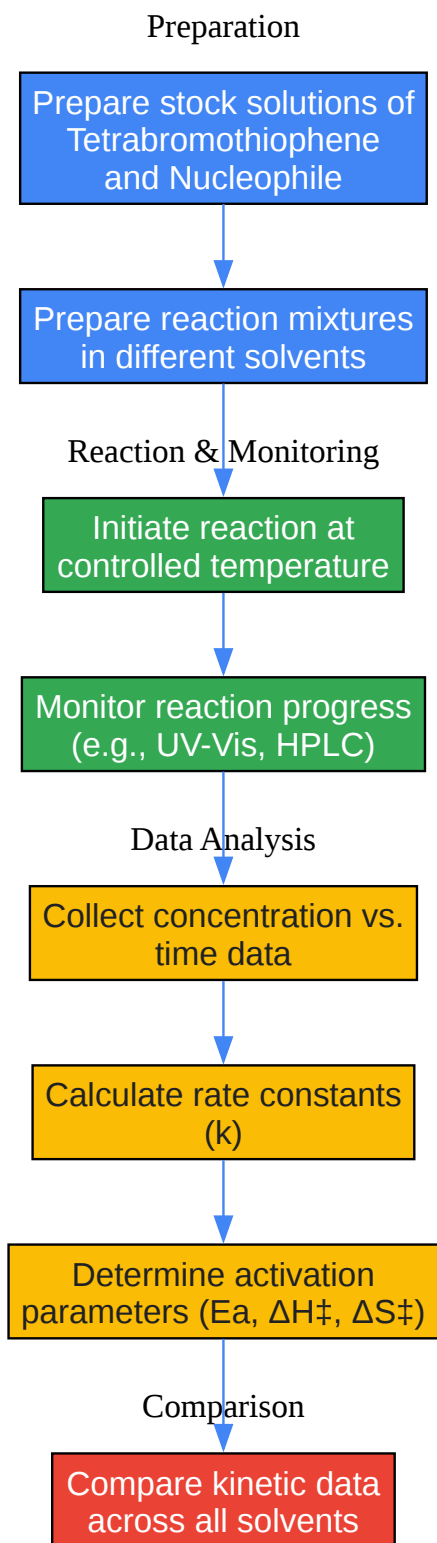 Preparation
Prepare stock solutions of
Tetrabromothiophene
and Nucleophile
Prepare reaction mixtures
in different solvents
Reaction & Monitoring
Initiate reaction at
controlled temperature
Monitor reaction progress
(e.g., UV-Vis, HPLC)
Data Analysis
Collect concentration vs.
time data
Calculate rate constants
(k)
Determine activation
parameters (Ea, ΔH‡, ΔS‡)
Comparison
Compare kinetic data
across all solvents